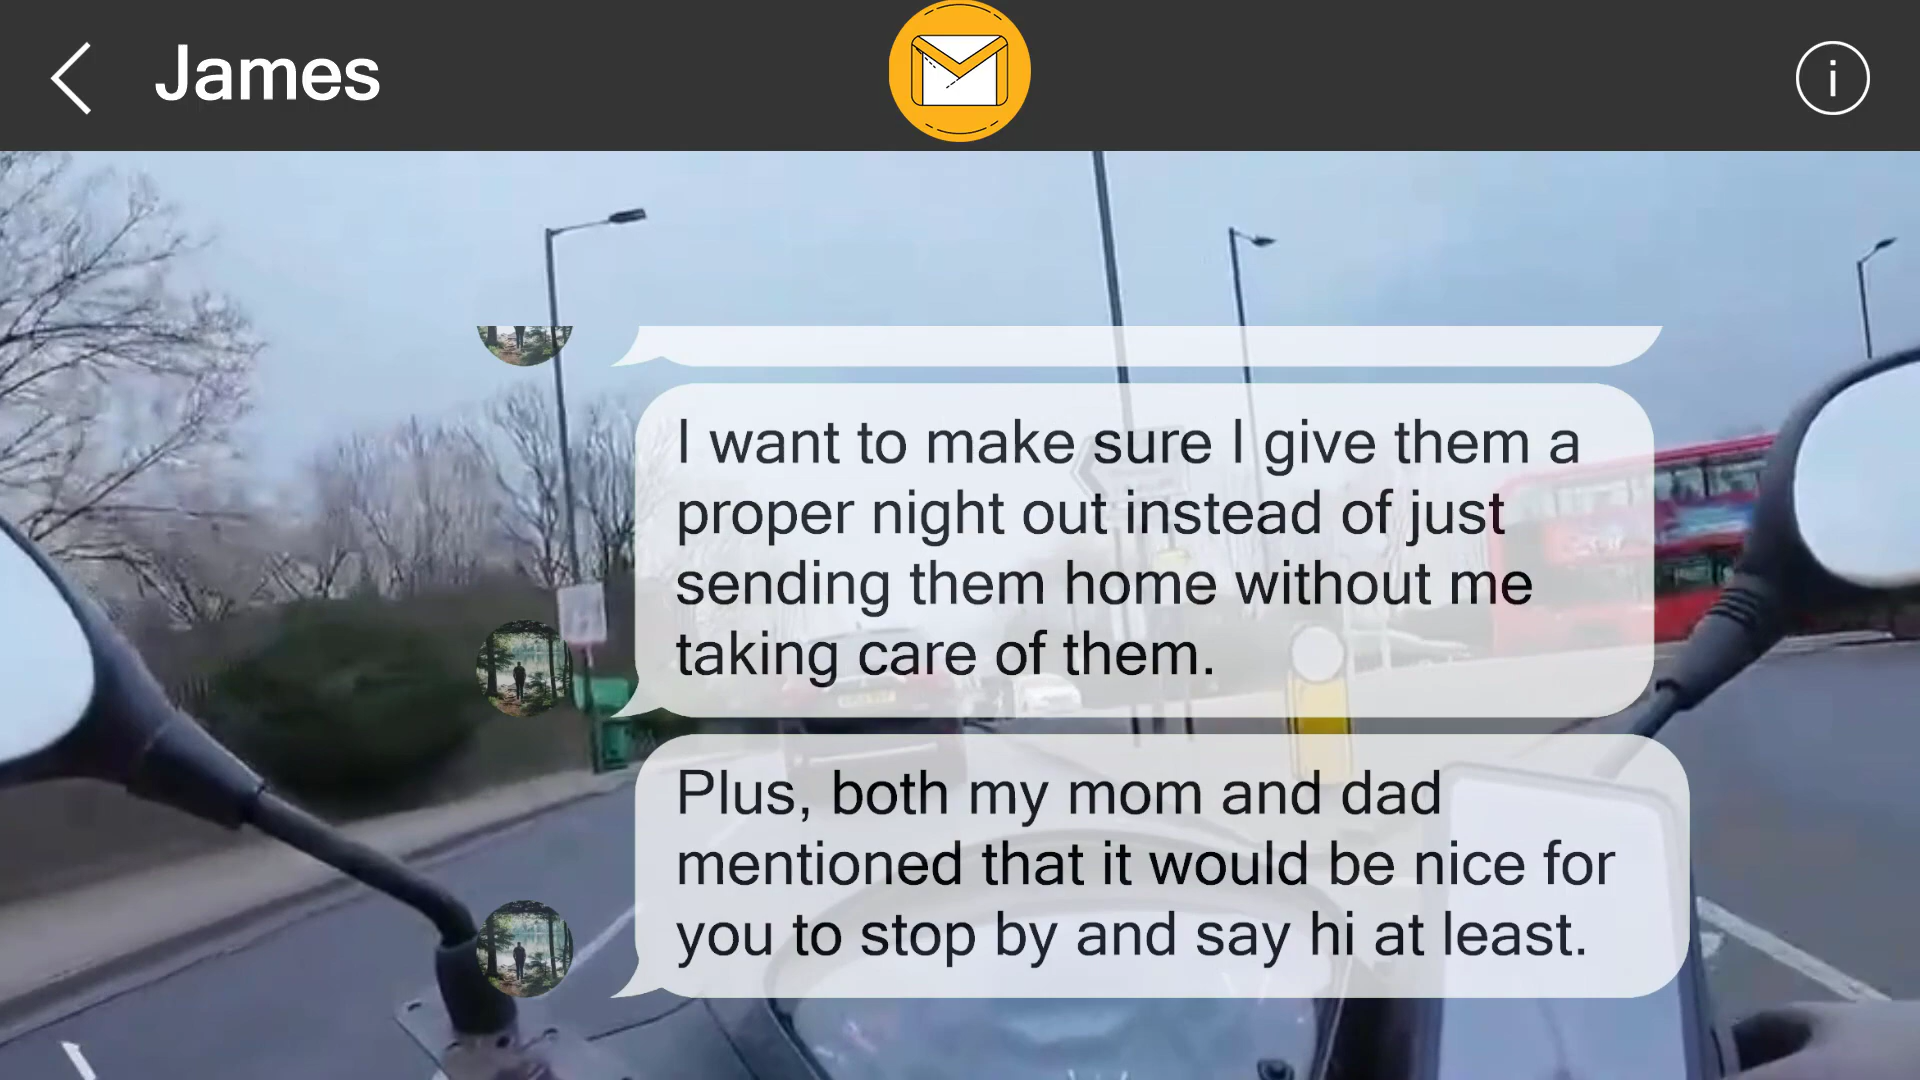 James
I want to make sure I give them a
proper night out instead of just
sending them home without me
taking care of them.
Plus, both my mom and dad
mentioned that it would be nice for
you to stop by and say hi at least.